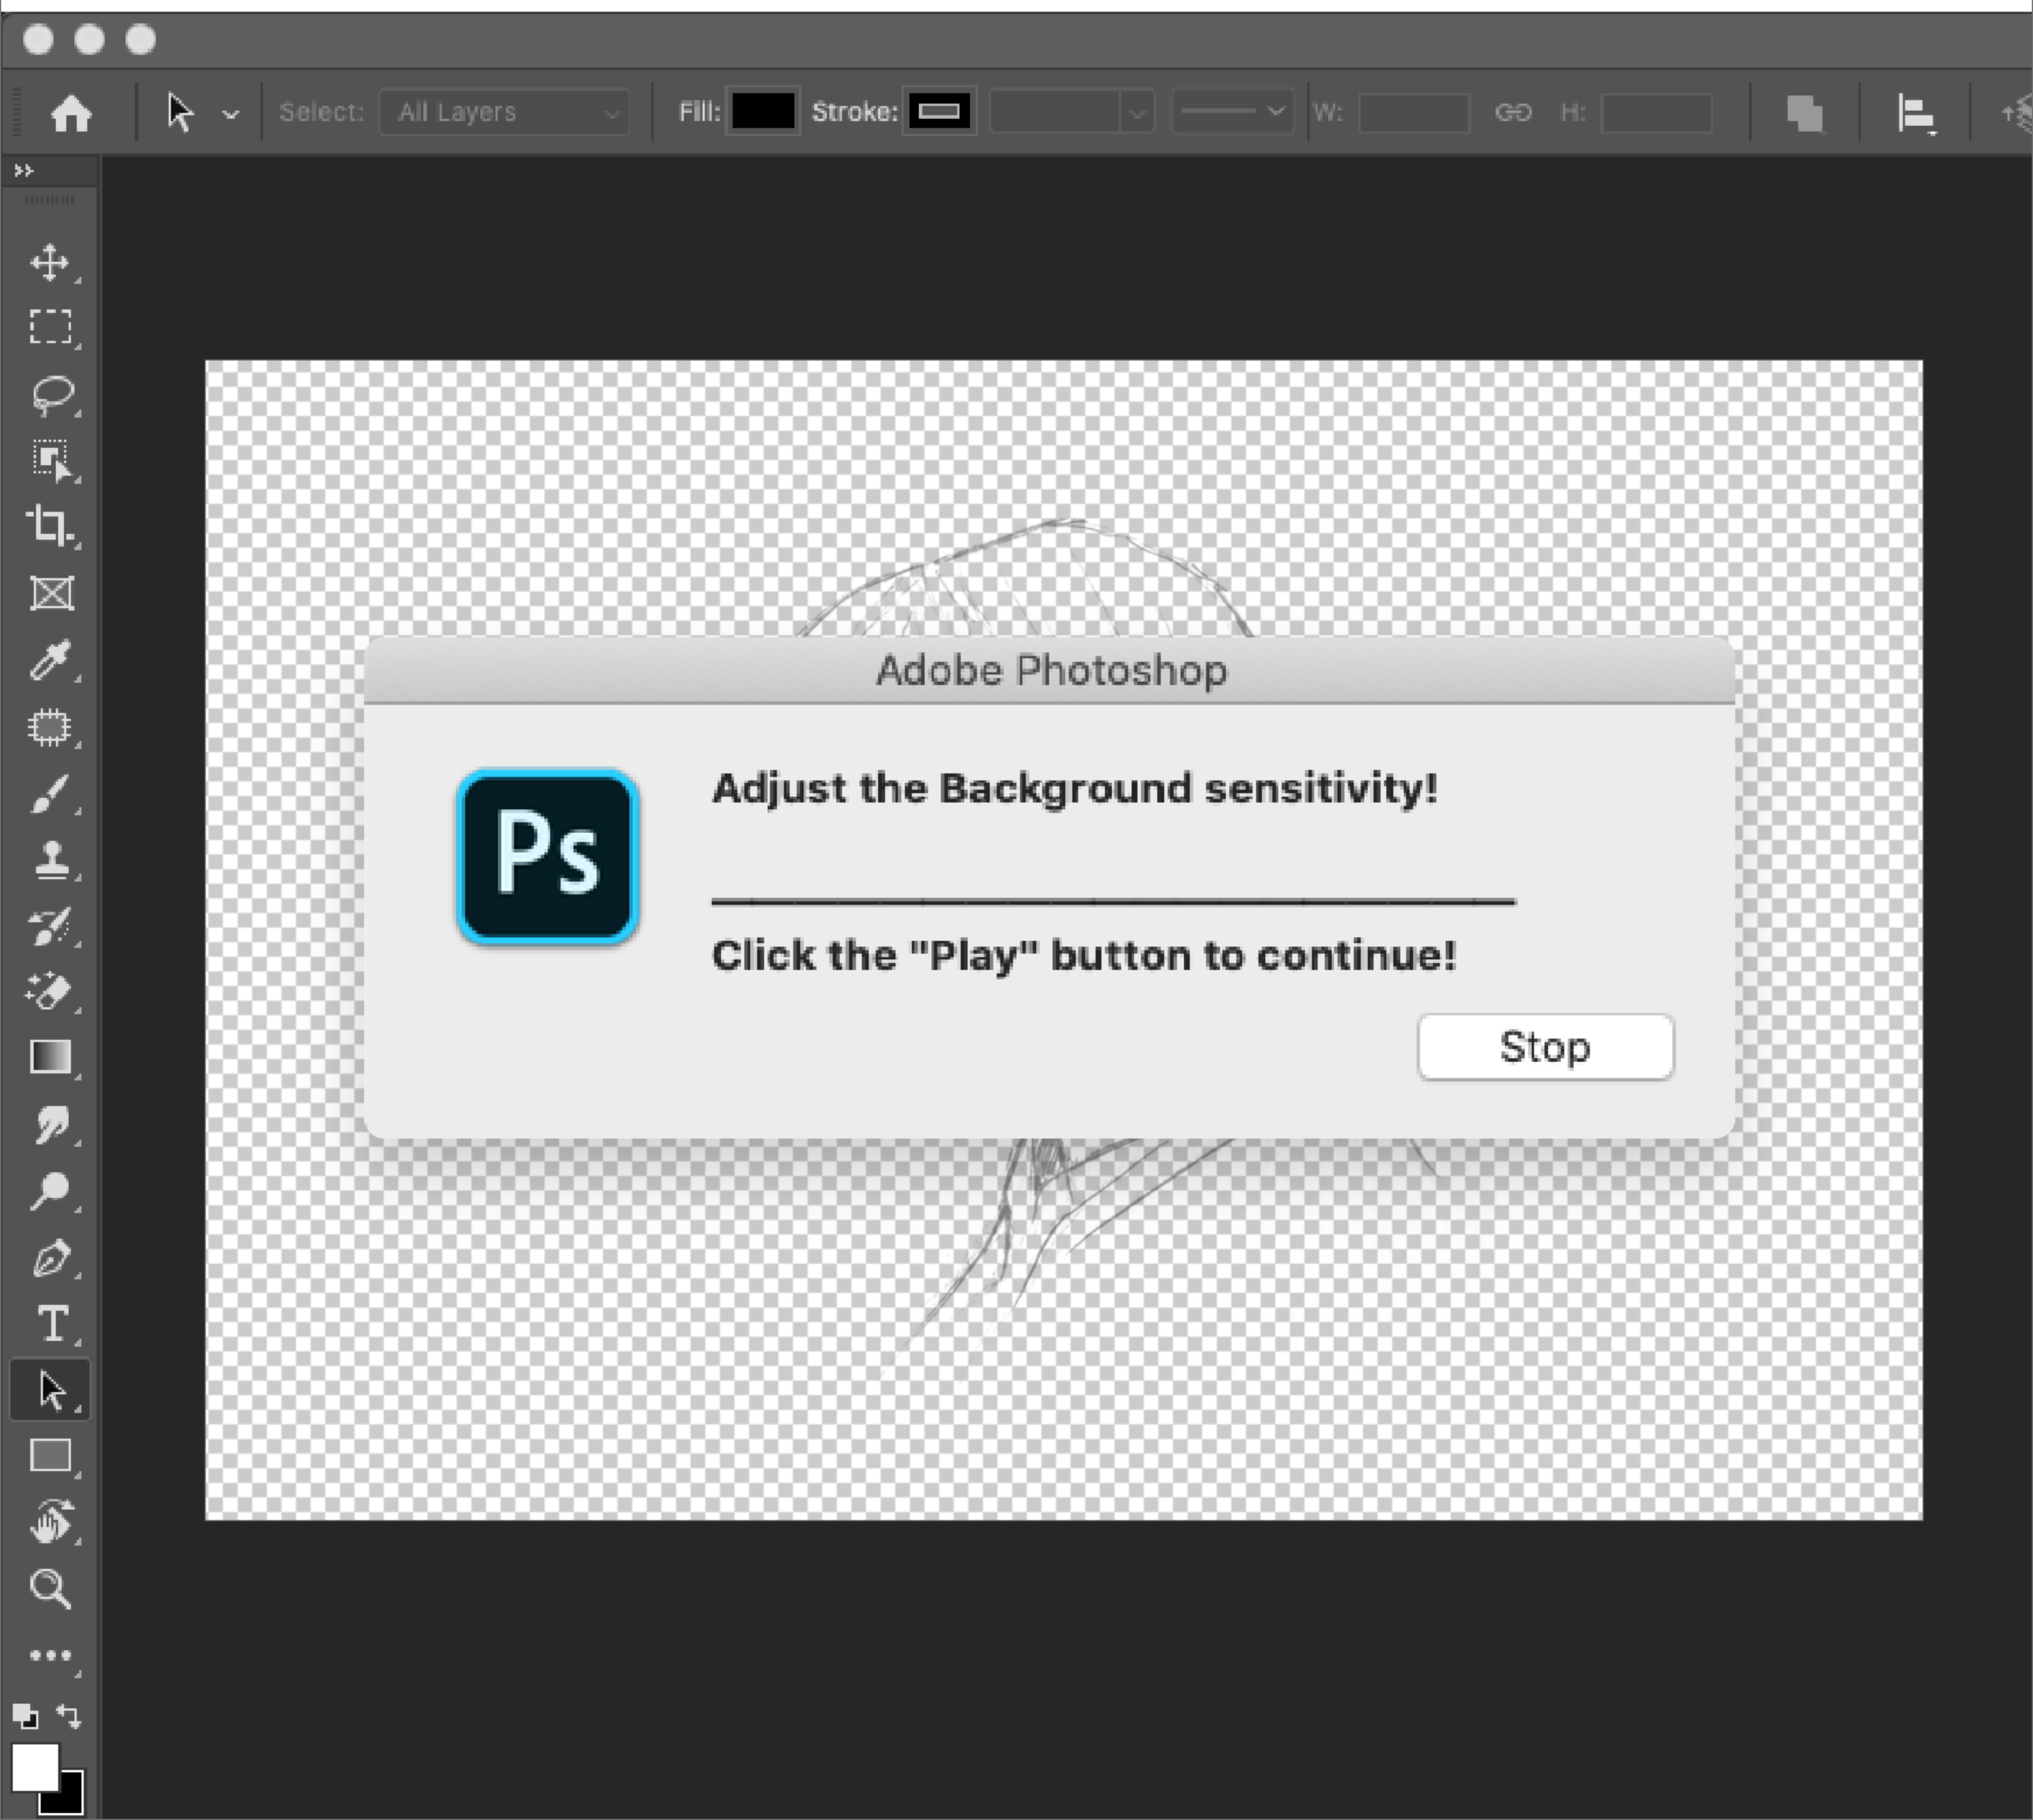 Select: All Layers Fill: Stroke: W: H:
Adobe Photoshop
Ps
Adjust the Background sensitivity!
Click the "Play" button to continue!
Stop